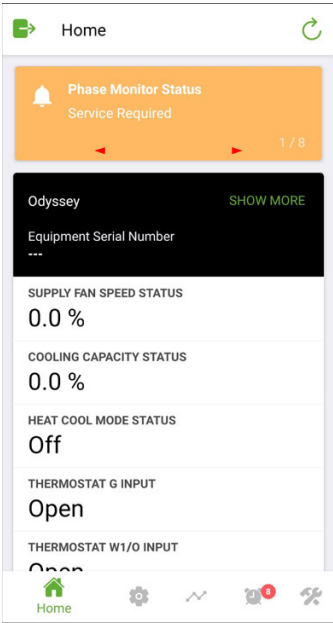 Home
Phase Monitor Status
Service Required
1 / 8
Odyssey SHOW MORE
Equipment Serial Number
---
SUPPLY FAN SPEED STATUS
0.0 %
COOLING CAPACITY STATUS
0.0 %
HEAT COOL MODE STATUS
Off
THERMOSTAT G INPUT
Open
THERMOSTAT W1/O INPUT
Open
8
Home